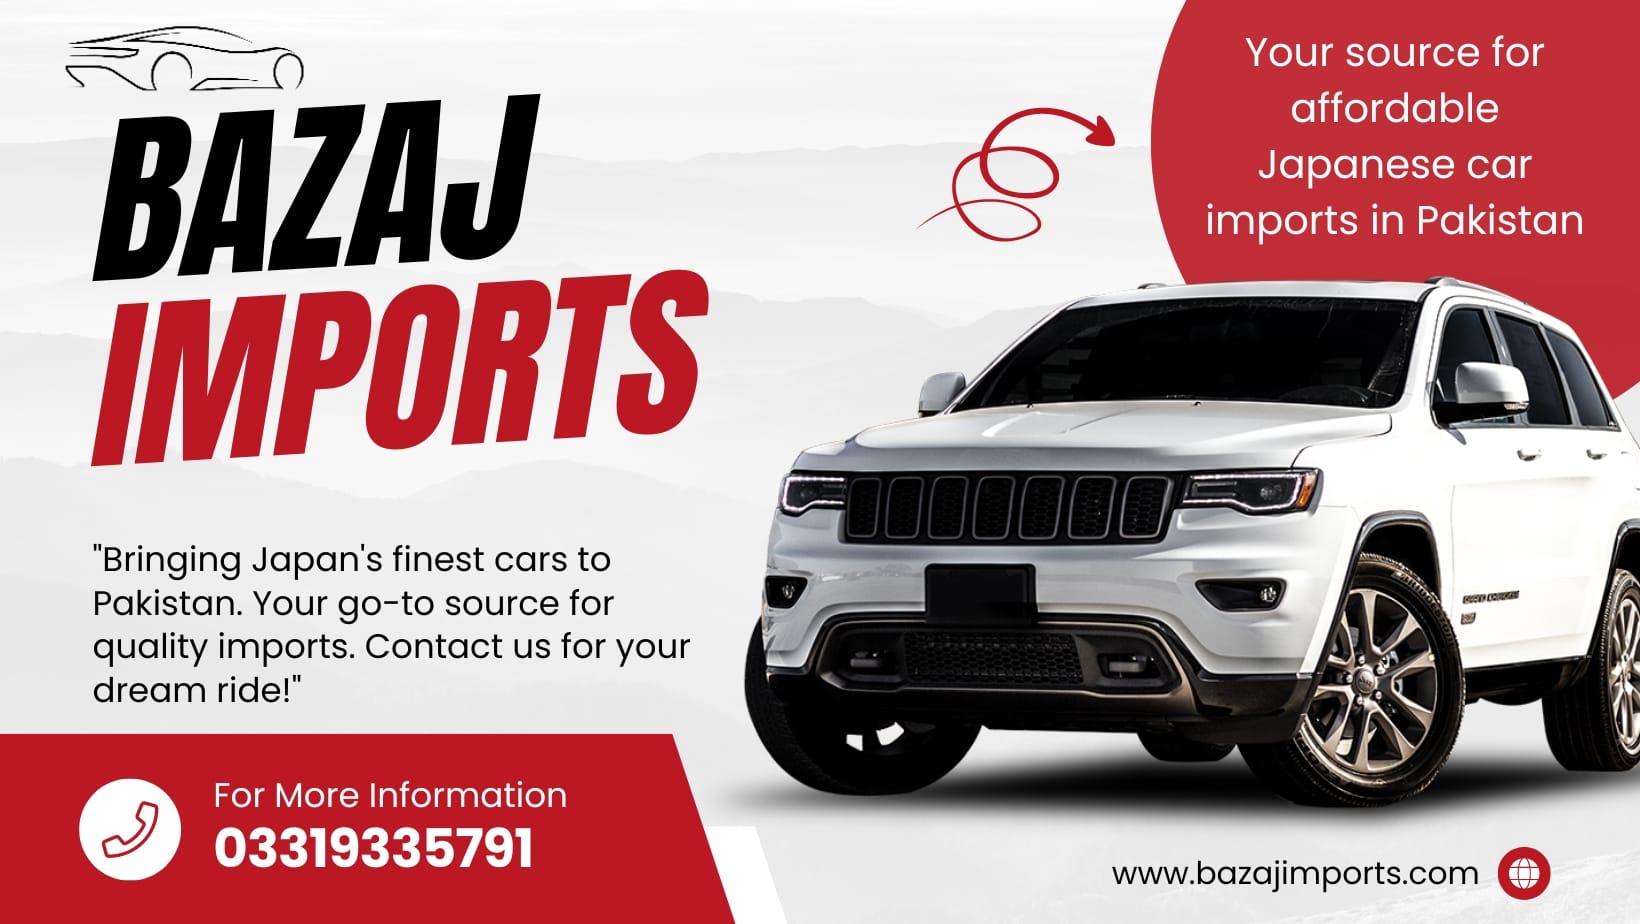 BAZAJ
IMPORTS
Your source for
affordable
Japanese car
imports in Pakistan
"Bringing Japan's finest cars to
Pakistan. Your go-to source for
quality imports. Contact us for your
dream ride!"
For More Information
03319335791
www.bazajimports.com